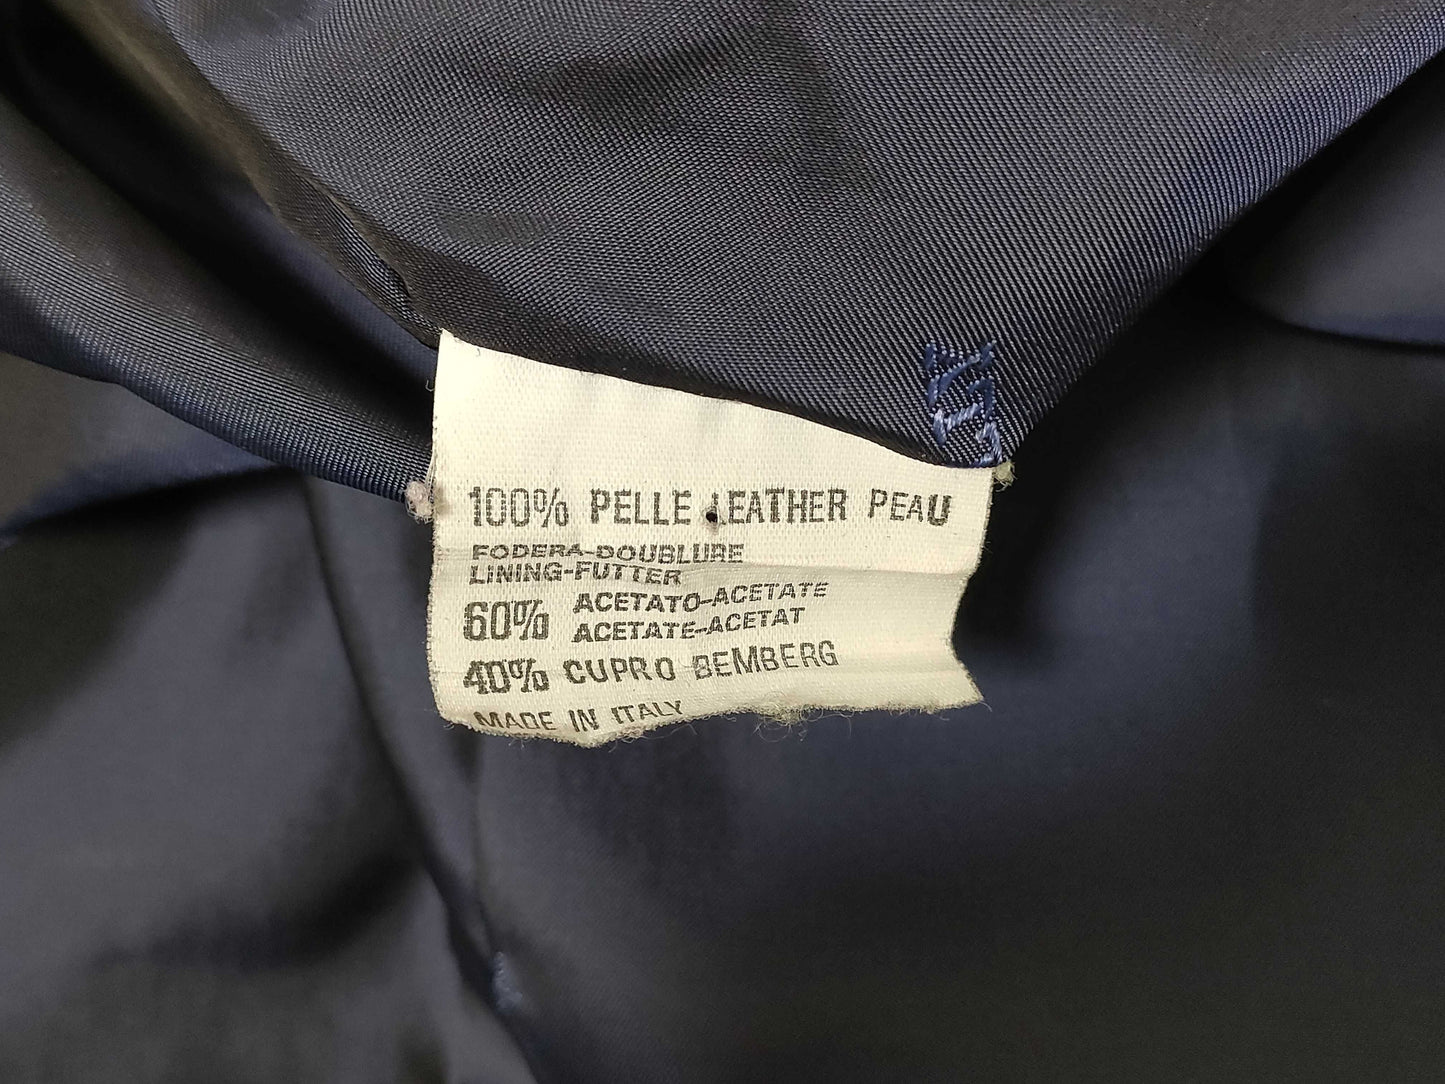 100% PELLE LEATHER PEAU
FODERA-DOUBLURE
LINING-FUTTER
60% ACETATO-ACETATE
ACETATE-ACETAT
40% CUPRO BEMBERG
MADE IN ITALY